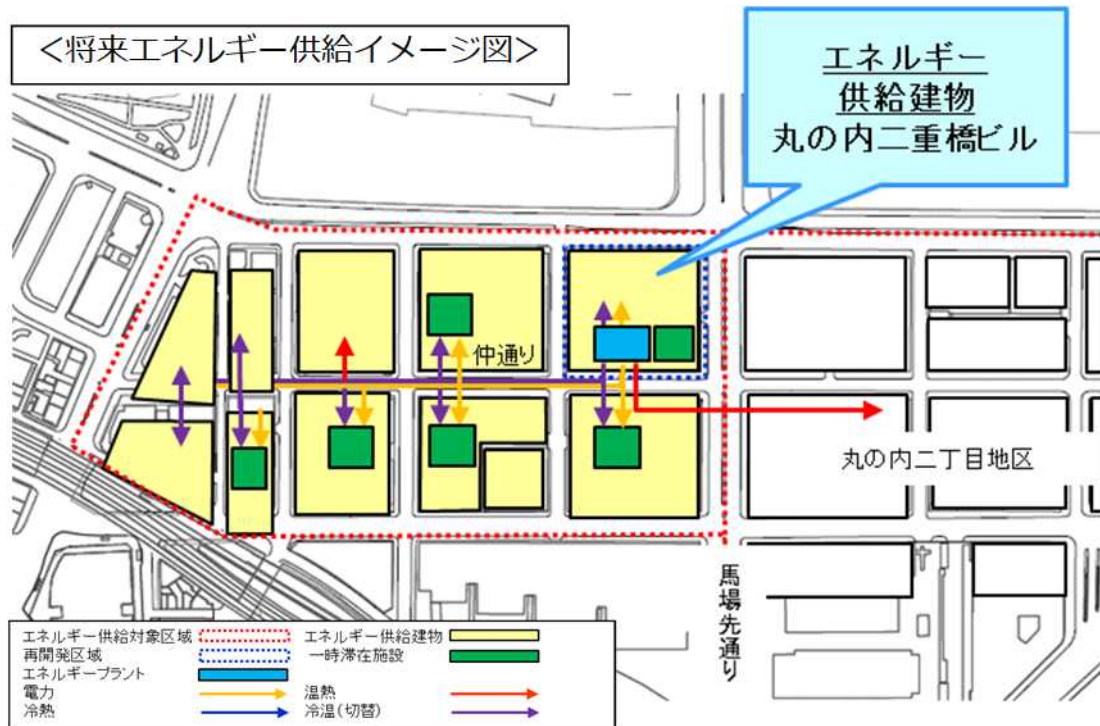 <将来エネルギー供給イメージ図>
エネルギー
供給建物
丸の内二重橋ビル
仲通り
丸の内二丁目地区
馬場先通り
エネルギー供給対象区域 エネルギー供給建物
再開発区域 一時滞在施設
エネルギープラント
電力 温熱
冷熱 冷温(切替)